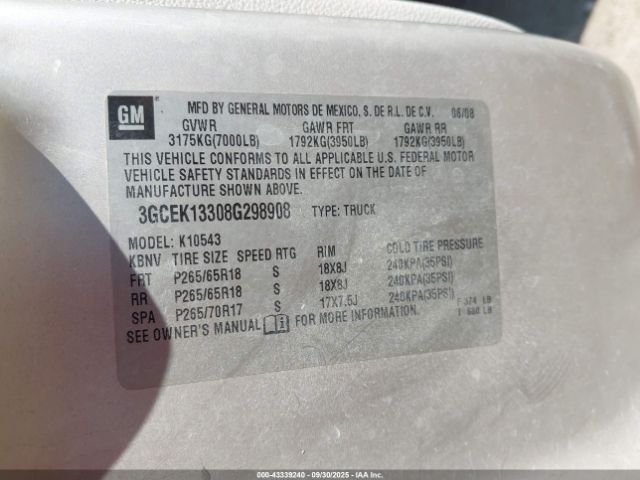 GM
MFD BY GENERAL MOTORS DE MEXICO, S. DE R.L. DE C.V. 06/08
GVWR GAWR FRT GAWR RR
3175KG(7000LB) 1792KG(3950LB) 1792KG(3950LB)
THIS VEHICLE CONFORMS TO ALL APPLICABLE U.S. FEDERAL MOTOR
VEHICLE SAFETY STANDARDS IN EFFECT ON THE DATE OF
MANUFACTURE SHOWN ABOVE.
3GCEK13308G298908 TYPE: TRUCK
MODEL: K10543
KBNV TIRE SIZE SPEED RTG RIM COLD TIRE PRESSURE
FRT P265/65R18 S 18X8J 240KPA(35PSI)
RR P265/65R18 S 18X8J 240KPA(35PSI)
SPA P265/70R17 S 17X7.5J 240KPA(35PSI)
F 374 LB
SEE OWNER'S MANUAL FOR MORE INFORMATION.
000-43339240 - 09/30/2025 - IAAI.COM